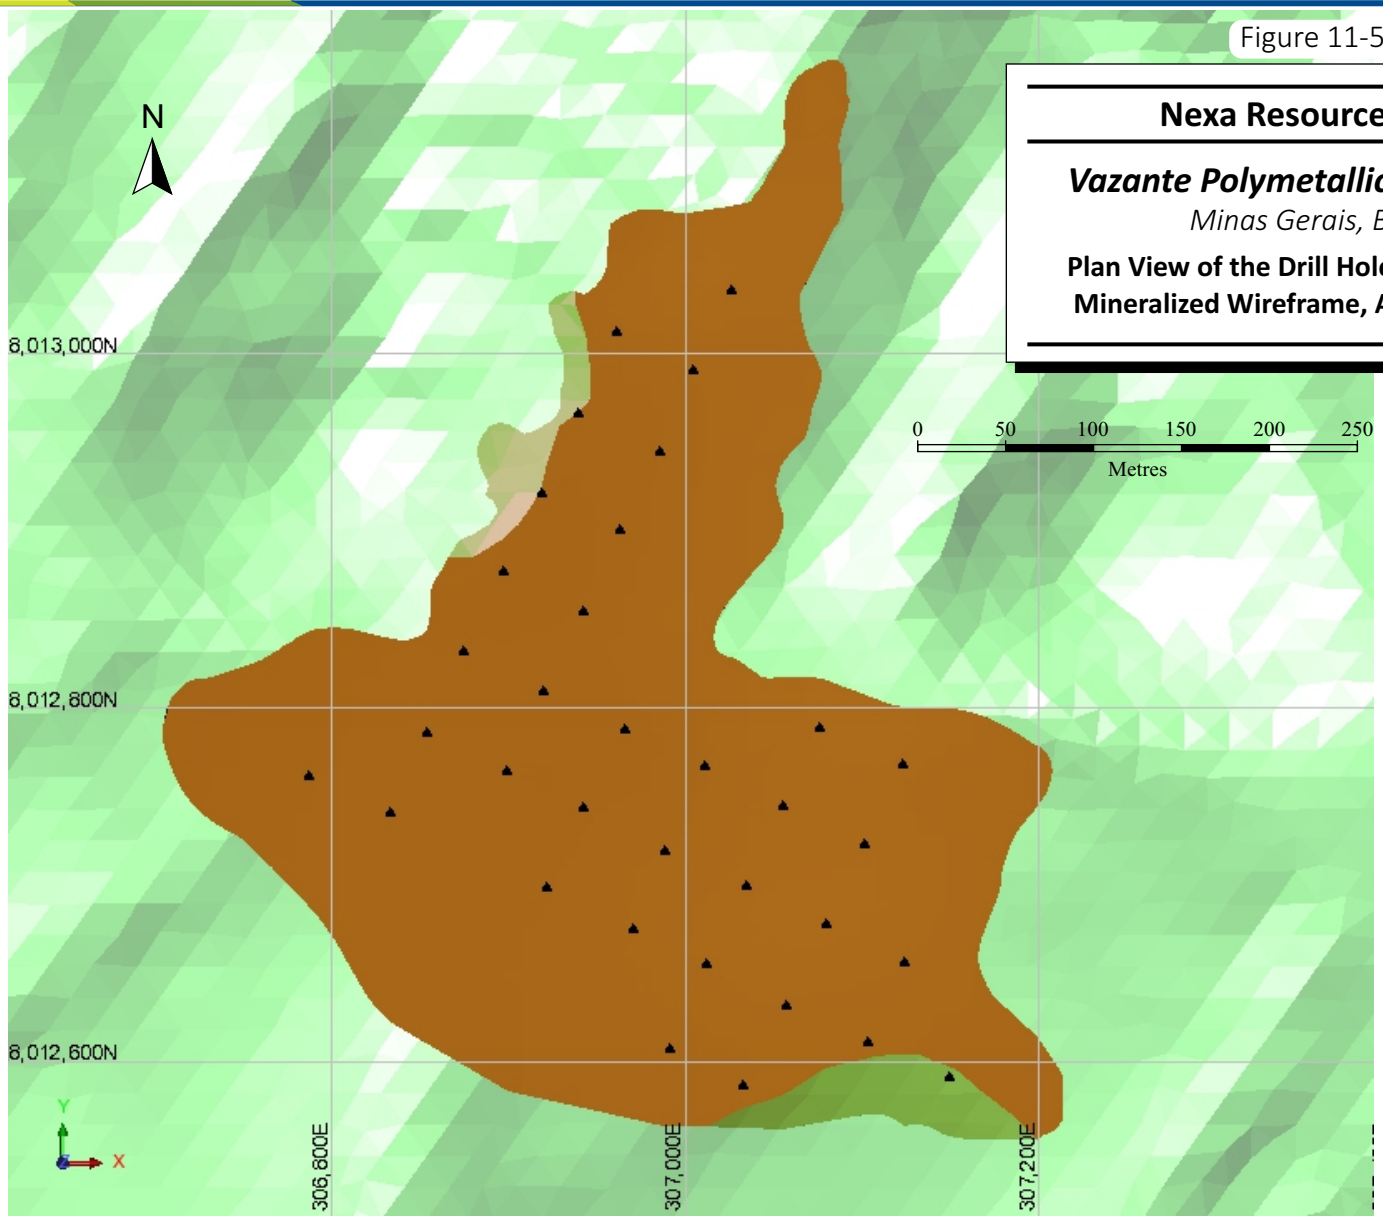 Figure 11-5
N
Nexa Resource
Vazante Polymetallic
Minas Gerais,
Plan View of the Drill Hole
Mineralized Wireframe,
8,013,000N
0 50 100 150 200 250
Metres
8,012,800N
8,012,600N
Y
X
306,800E
307,000E
307,200E